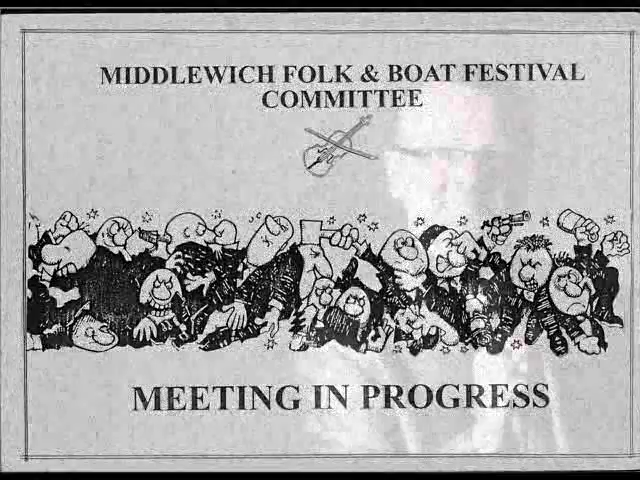 MIDDLEWICH FOLK & BOAT FESTIVAL
COMMITTEE
MEETING IN PROGRESS